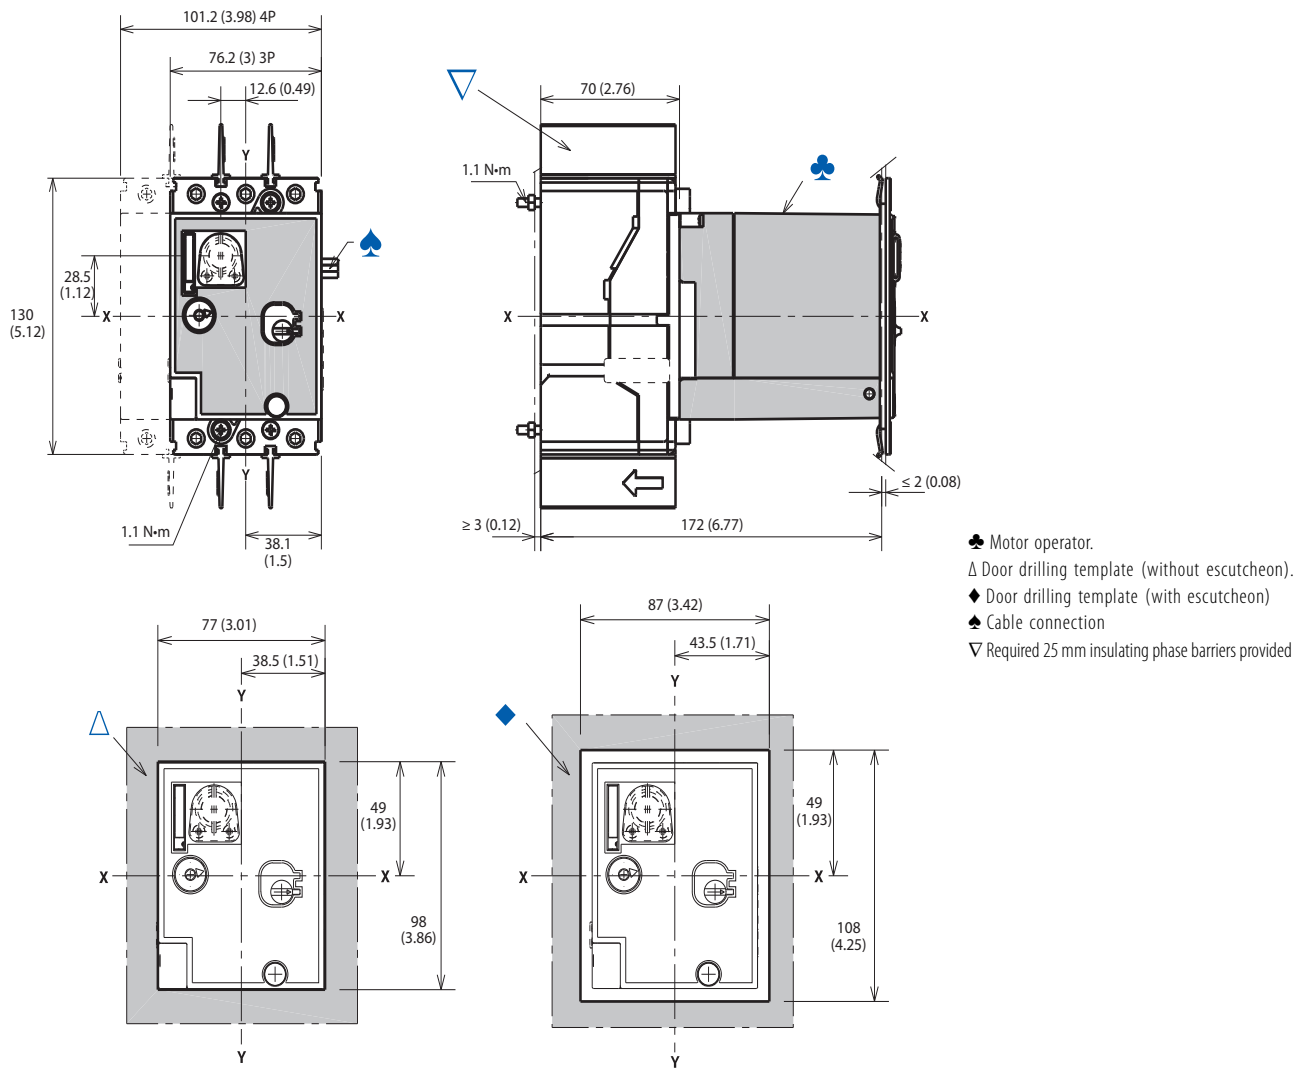 101.2 (3.98) 4P
76.2 (3) 3P
12.6 (0.49)
Y
28.5
(1.12)
130
(5.12)
X
X
Y
1.1 N•m
38.1
(1.5)
70 (2.76)
1.1 N•m
X
X
≤ 2 (0.08)
≥ 3 (0.12)
172 (6.77)
♣ Motor operator.
Δ Door drilling template (without escutcheon).
♦ Door drilling template (with escutcheon)
♠ Cable connection
∇ Required 25 mm insulating phase barriers provided
77 (3.01)
38.5 (1.51)
Y
49
(1.93)
X
X
98
(3.86)
Y
87 (3.42)
43.5 (1.71)
Y
49
(1.93)
X
X
108
(4.25)
Y